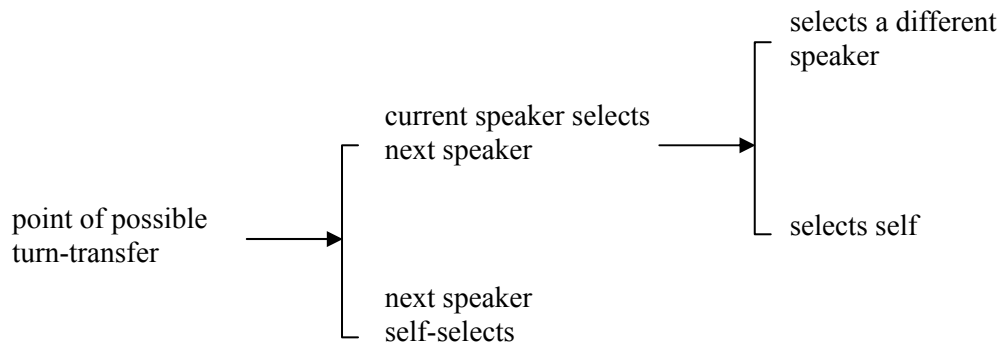 selects a different
speaker
current speaker selects
next speaker
point of possible
turn-transfer
selects self
next speaker
self-selects